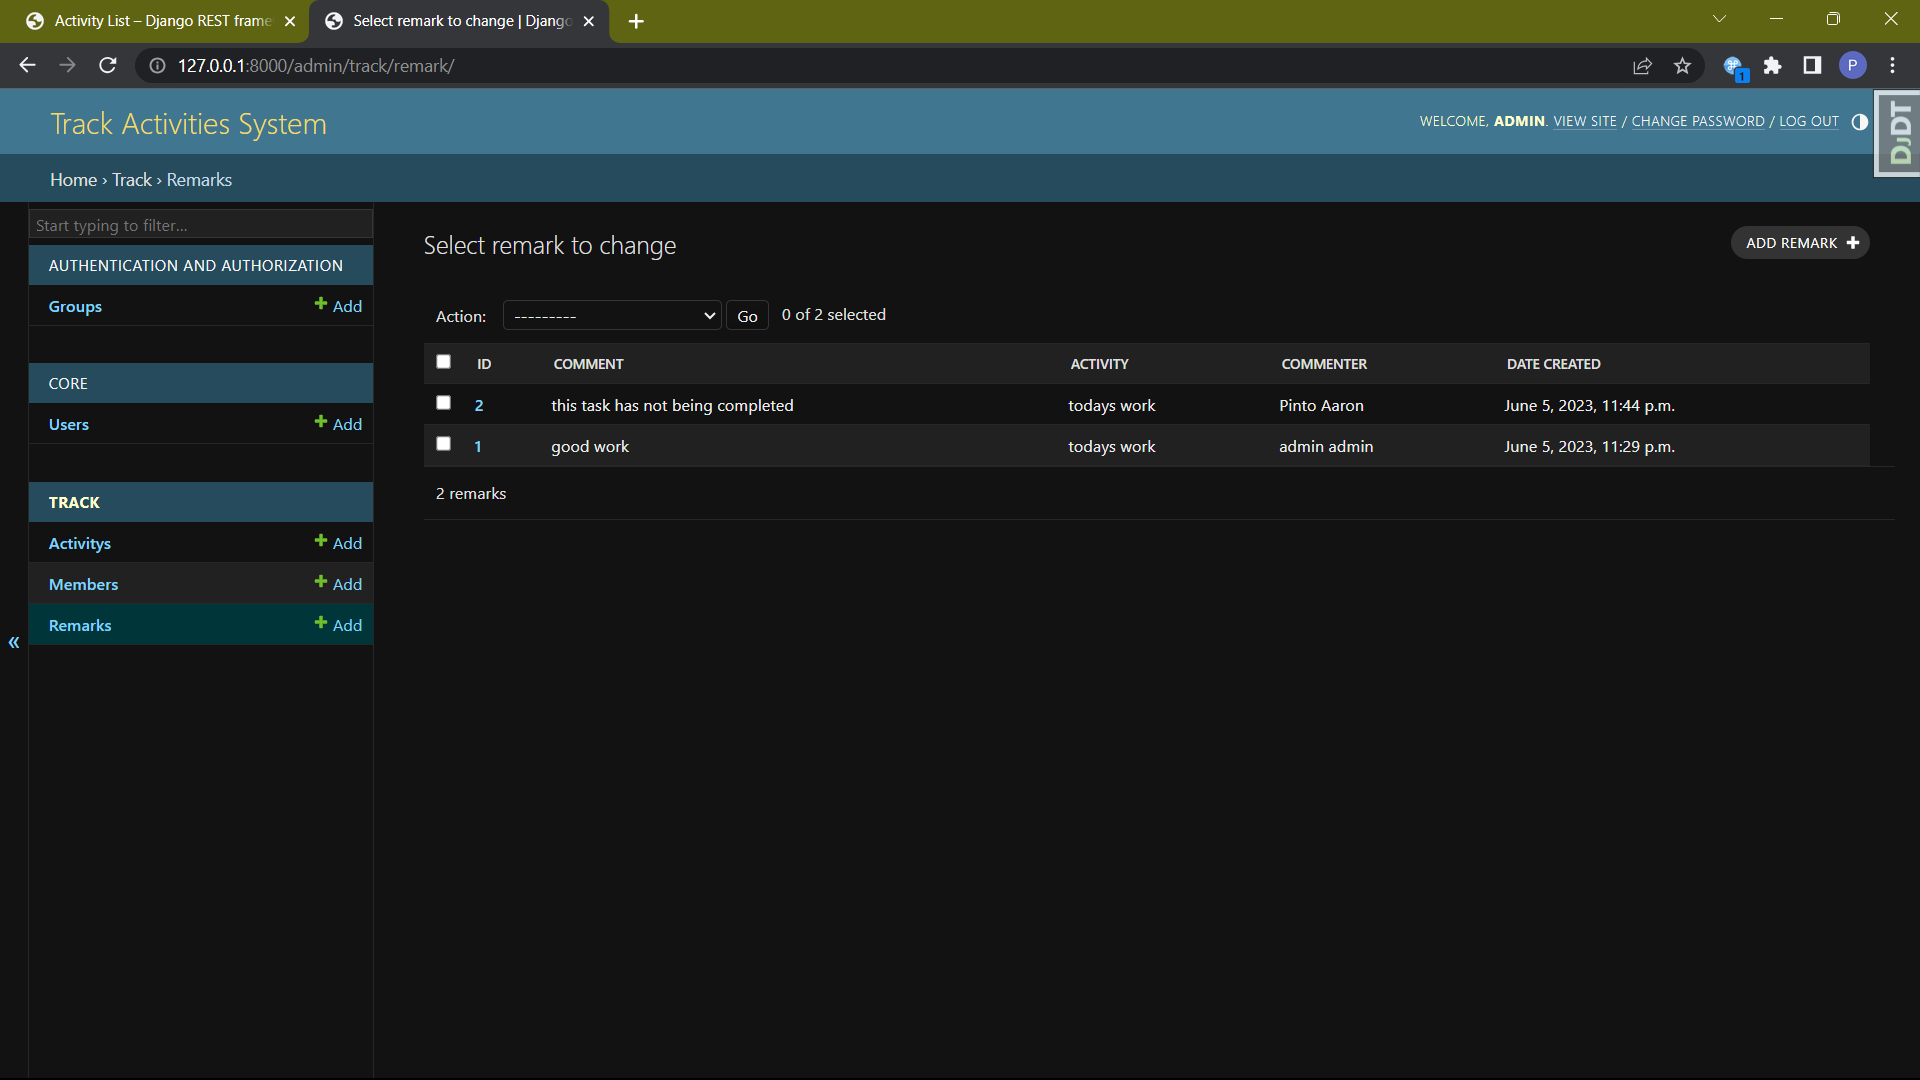 Activity List – Django REST frame
Select remark to change | Django
127.0.0.1:8000/admin/track/remark/
1
P
Track Activities System
WELCOME, ADMIN. VIEW SITE / CHANGE PASSWORD / LOG OUT
DJDT
Home › Track › Remarks
Start typing to filter...
AUTHENTICATION AND AUTHORIZATION
Groups Add
CORE
Users Add
TRACK
Activitys Add
Members Add
Remarks Add
«
Select remark to change
ADD REMARK
Action: --------- Go 0 of 2 selected
ID COMMENT ACTIVITY COMMENTER DATE CREATED
2 this task has not being completed todays work Pinto Aaron June 5, 2023, 11:44 p.m.
1 good work todays work admin admin June 5, 2023, 11:29 p.m.
2 remarks